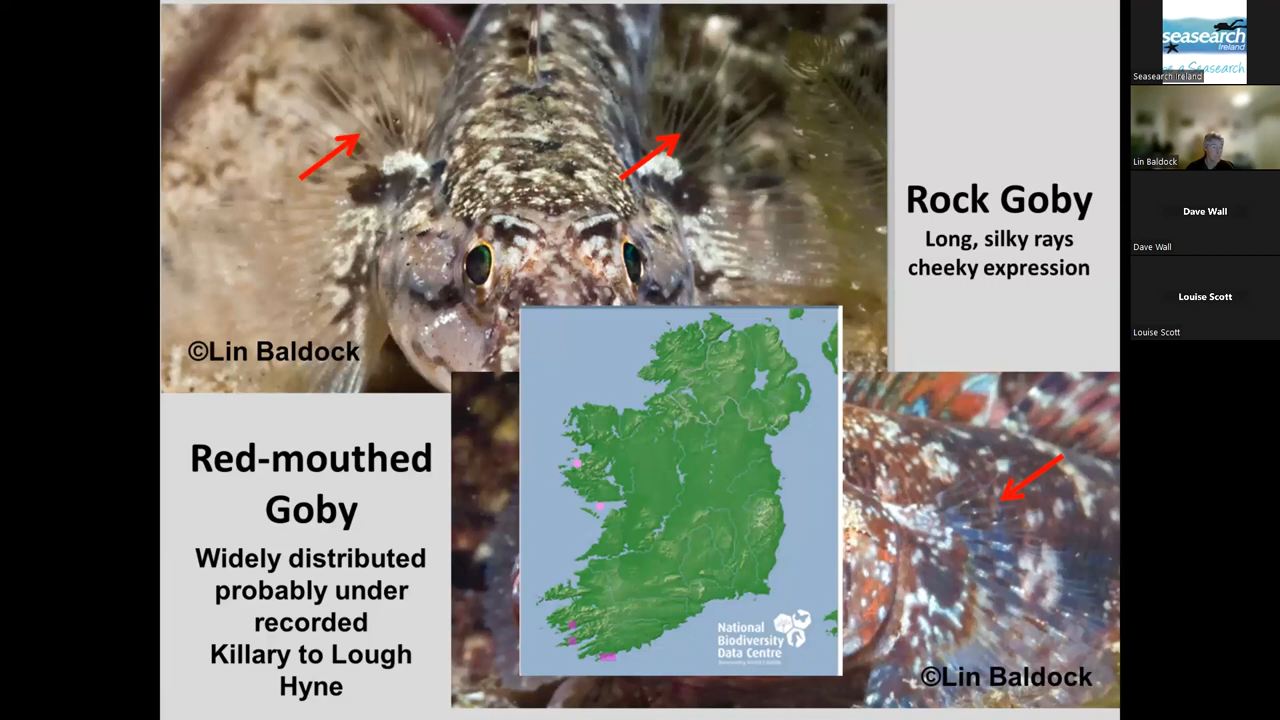 Rock Goby
Long, silky rays
cheeky expression
©Lin Baldock
Red-mouthed
Goby
Widely distributed
probably under
recorded
Killary to Lough
Hyne
National
Biodiversity
Data Centre
©Lin Baldock
seasearch
Ireland
a Seasearch
Seasearch Ireland
Lin Baldock
Dave Wall
Dave Wall
Louise Scott
Louise Scott